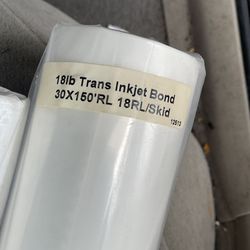 18lb Trans Inkjet Bond
30X150'RL 18RL/Skid